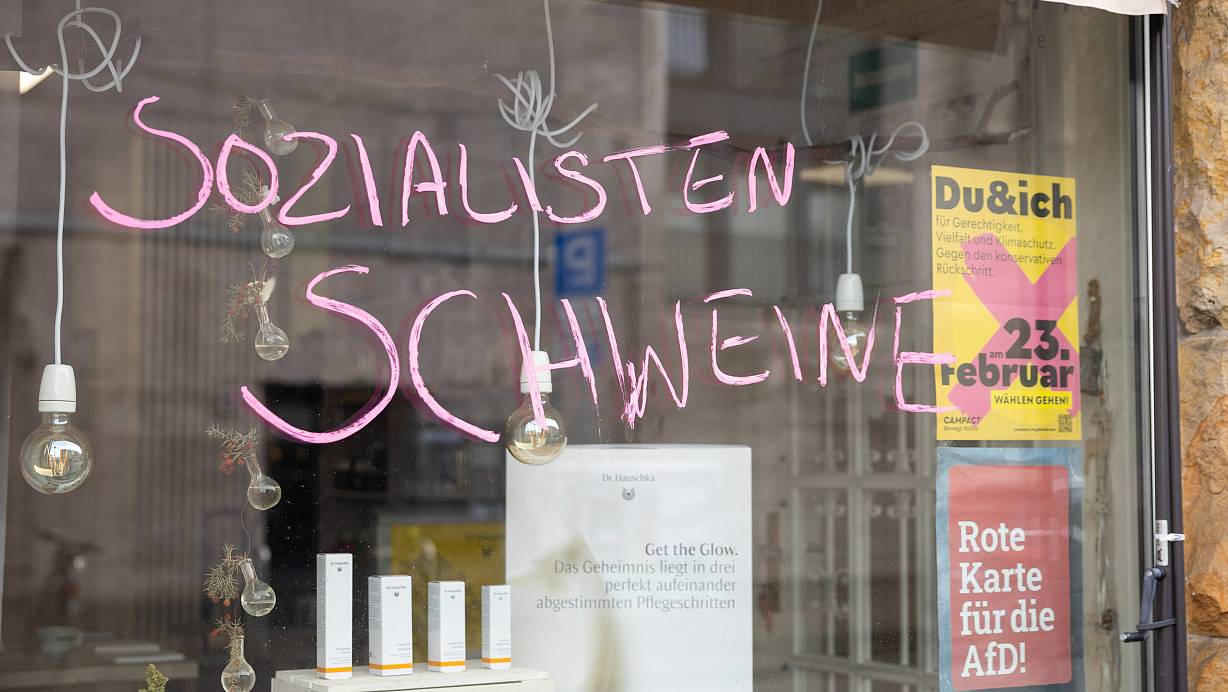 SOZIALISTEN
SCHWEINE
Du&ich
für Gerechtigkeit,
Vielfalt und Klimaschutz.
Gegen den konservativen
Rückschritt.
am 23.
Februar
WÄHLEN GEHEN!
CAMPACT
Bewegt Politik
Dr. Hauschka
Get the Glow.
Das Geheimnis liegt in drei
perfekt aufeinander
abgestimmten Pflegeschritten
Rote
Karte
für die
AfD!